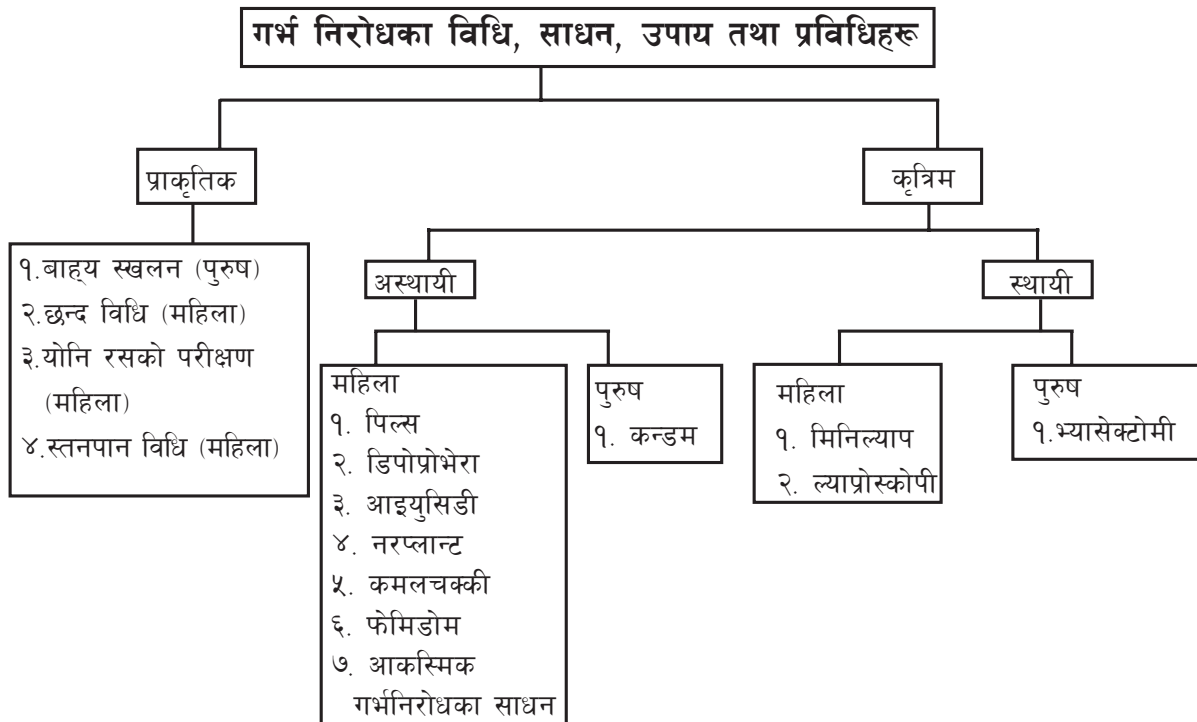 गर्भ निरोधका विधि, साधन, उपाय तथा प्रविधिहरू
प्राकृतिक
कृत्रिम
१.बाह्य स्खलन (पुरुष)
२.छन्द विधि (महिला)
३.योनि रसको परीक्षण
(महिला)
४.स्तनपान विधि (महिला)
अस्थायी
स्थायी
महिला
१. पिल्स
२. डिपोप्रोभेरा
३. आइयुसिडी
४. नरप्लान्ट
५. कमलचक्की
६. फेमिडोम
७. आकस्मिक
गर्भनिरोधका साधन
पुरुष
१. कन्डम
महिला
१. मिनिल्याप
२. ल्याप्रोस्कोपी
पुरुष
१.भ्यासेक्टोमी